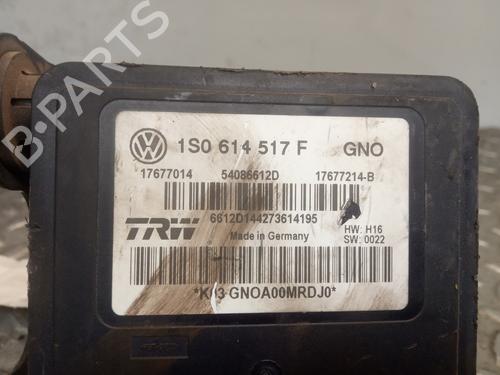 B-PARTS
1S0 614 517 F GNO
17677014 54086612D 17677214-B
6612D144273614195
TRW Made in Germany HW: H16
SW: 0022
*K03 GNOA00MRDJ0*